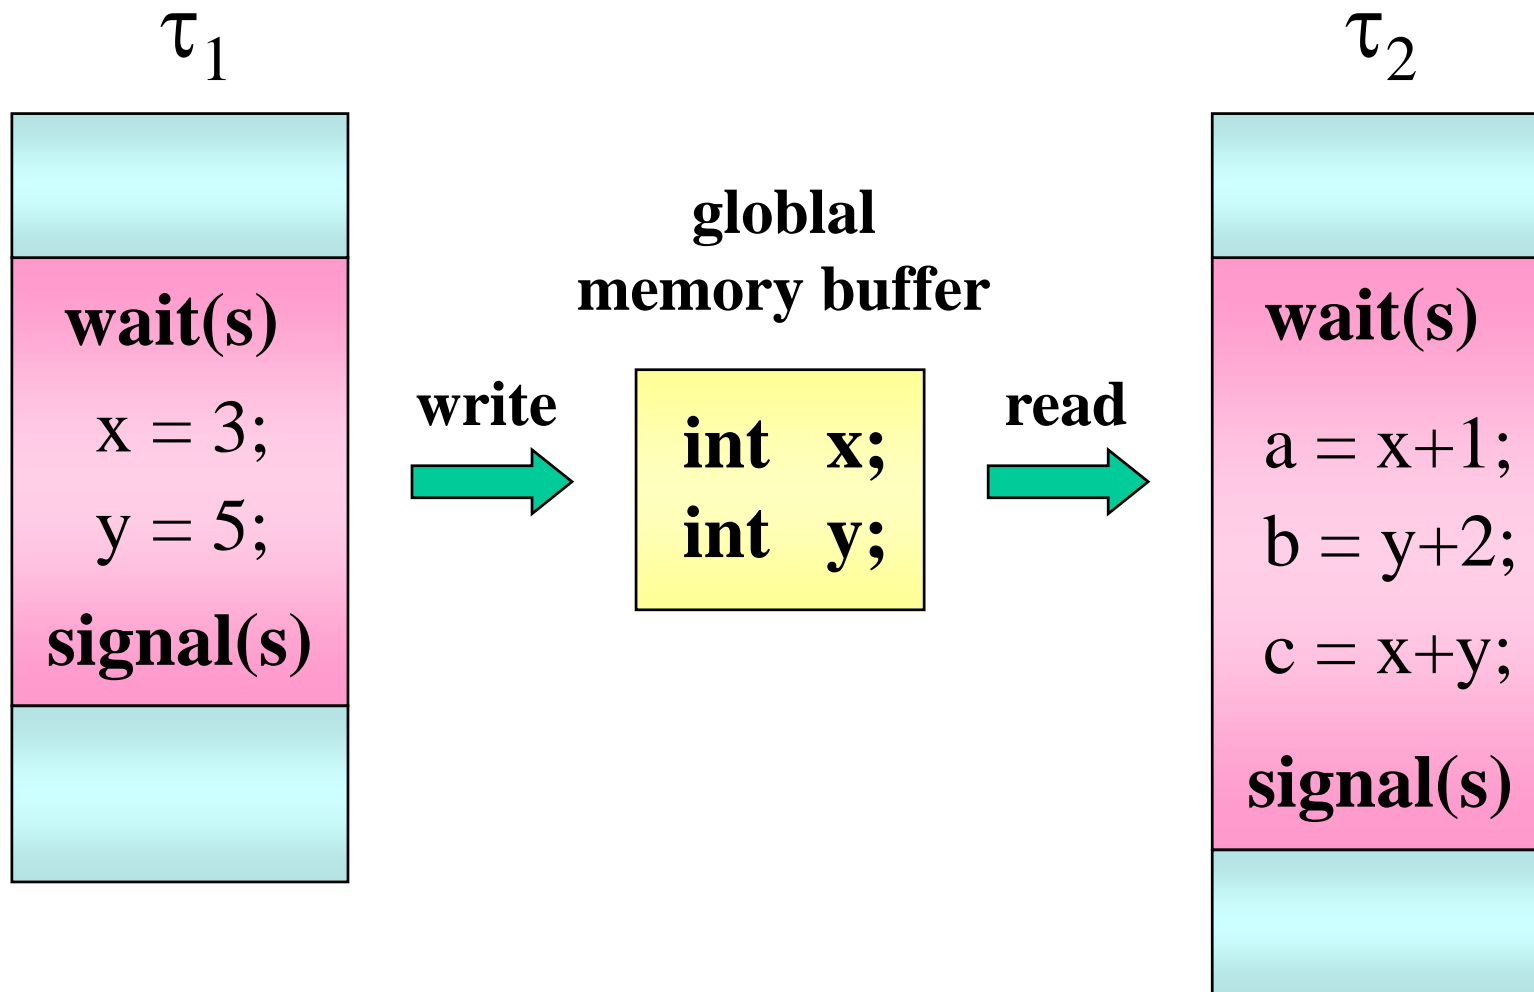 τ1
wait(s)
x = 3;
y = 5;
signal(s)
write
globlal
memory buffer
int x;
int y;
read
τ2
wait(s)
a = x+1;
b = y+2;
c = x+y;
signal(s)